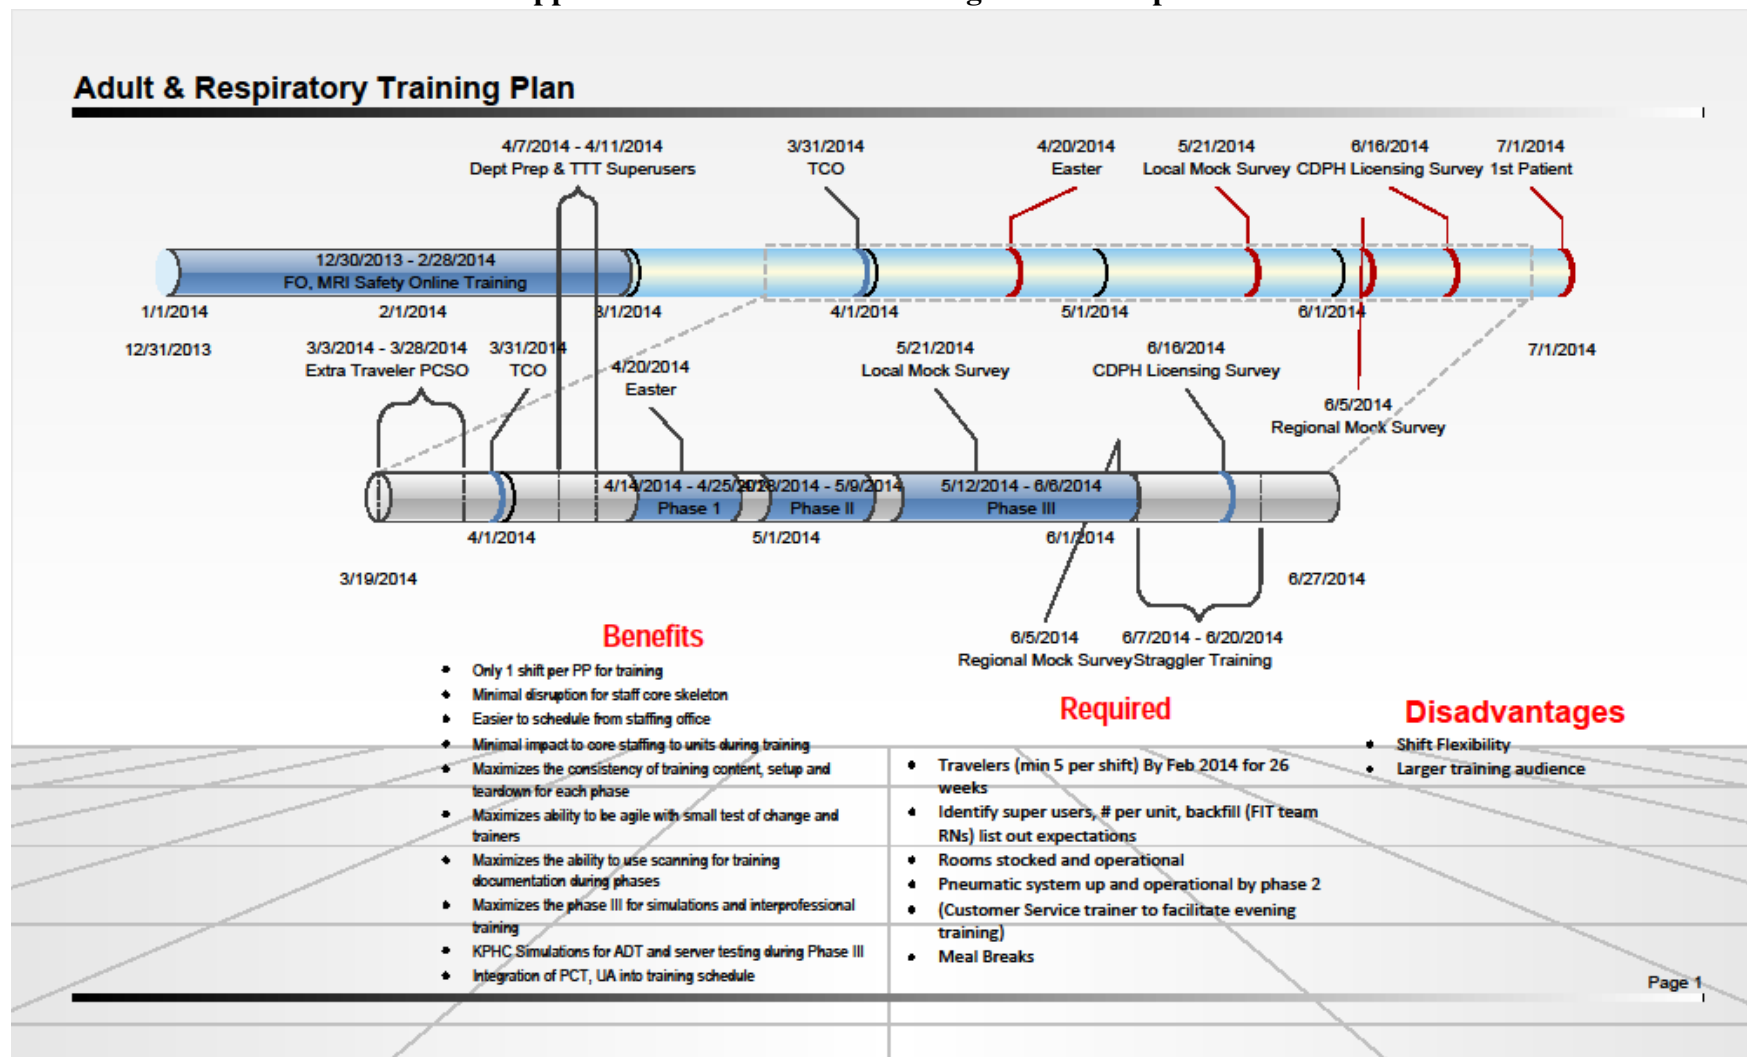 Adult & Respiratory Training Plan
4/7/2014 - 4/11/2014
Dept Prep & TTT Superusers
3/31/2014
TCO
4/20/2014
Easter
5/21/2014
Local Mock Survey
6/16/2014
CDPH Licensing Survey
7/1/2014
1st Patient
12/30/2013 - 2/28/2014
FO, MRI Safety Online Training
1/1/2014
2/1/2014
3/1/2014
4/1/2014
5/1/2014
6/1/2014
12/31/2013
7/1/2014
3/3/2014 - 3/28/2014
Extra Traveler PCSO
3/31/2014
TCO
4/20/2014
Easter
5/21/2014
Local Mock Survey
6/16/2014
CDPH Licensing Survey
6/5/2014
Regional Mock Survey
4/14/2014 - 4/25/2014
Phase 1
4/28/2014 - 5/9/2014
Phase II
5/12/2014 - 6/6/2014
Phase III
4/1/2014
5/1/2014
6/1/2014
3/19/2014
6/27/2014
6/5/2014
Regional Mock Survey
6/7/2014 - 6/20/2014
Straggler Training
Benefits
• Only 1 shift per PP for training
• Minimal disruption for staff core skeleton
• Easier to schedule from staffing office
• Minimal impact to core staffing to units during training
• Maximizes the consistency of training content, setup and
teardown for each phase
• Maximizes ability to be agile with small test of change and
trainers
• Maximizes the ability to use scanning for training
documentation during phases
• Maximizes the phase III for simulations and interprofessional
training
• KPHC Simulations for ADT and server testing during Phase III
• Integration of PCT, UA into training schedule
Required
• Travelers (min 5 per shift) By Feb 2014 for 26
weeks
• Identify super users, # per unit, backfill (FIT team
RNs) list out expectations
• Rooms stocked and operational
• Pneumatic system up and operational by phase 2
• (Customer Service trainer to facilitate evening
training)
• Meal Breaks
Disadvantages
• Shift Flexibility
• Larger training audience
Page 1